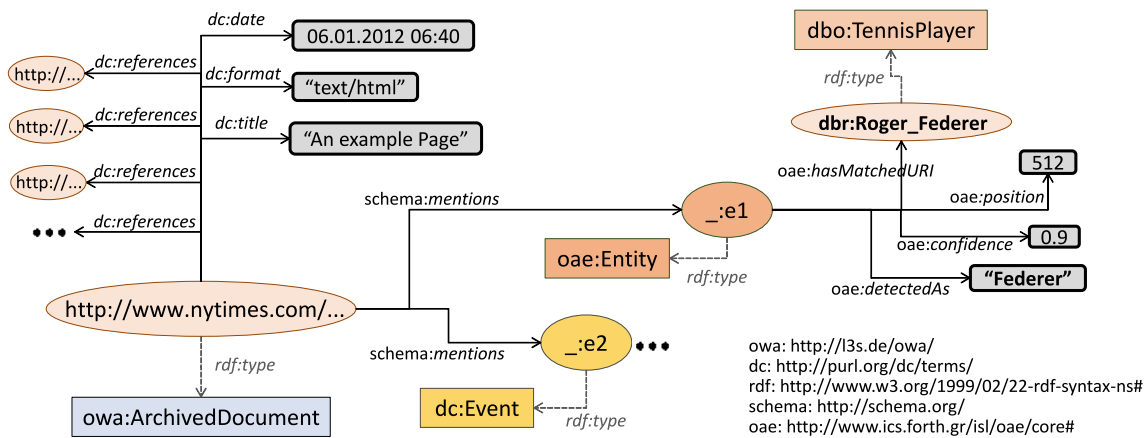 dc:date
06.01.2012 06:40
dc:references
http://...
dc:format
“text/html”
dc:references
http://...
dc:title
“An example Page”
dc:references
http://...
dc:references
•••
http://www.nytimes.com/...
rdf:type
owa:ArchivedDocument
schema:mentions
_:e1
rdf:type
oae:Entity
schema:mentions
_:e2
•••
rdf:type
dc:Event
dbo:TennisPlayer
rdf:type
dbr:Roger_Federer
oae:hasMatchedURI
512
oae:position
0.9
oae:confidence
“Federer”
oae:detectedAs
owa: http://l3s.de/owa/
dc: http://purl.org/dc/terms/
rdf: http://www.w3.org/1999/02/22-rdf-syntax-ns#
schema: http://schema.org/
oae: http://www.ics.forth.gr/isl/oae/core#